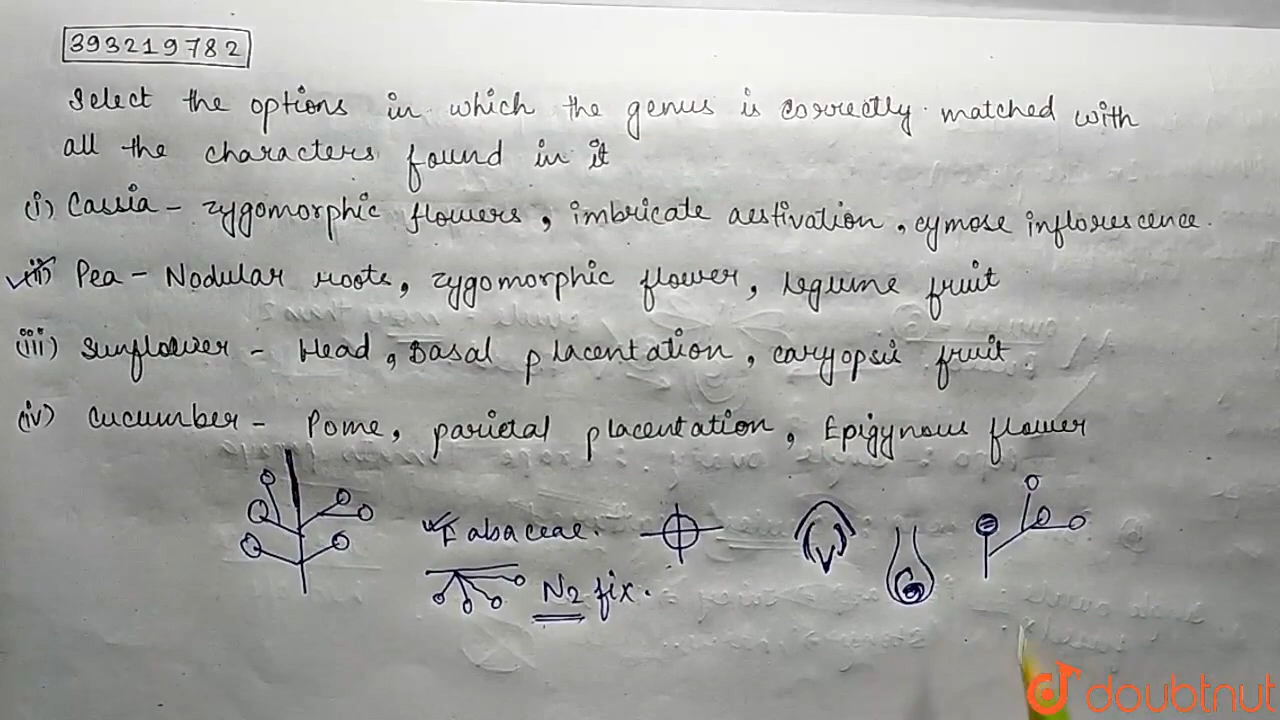 393219782
Select the options in which the genus is correctly matched with
all the characters found in it
(i) Cassia - zygomorphic flowers, imbricate aestivation, cymose inflorescence.
(ii) Pea - Nodular roots, zygomorphic flower, legume fruit
(iii) Sunflower - Head, Basal placentation, caryopsis fruit.
(iv) Cucumber - Pome, parietal placentation, Epigynous flower
Fabaceae.
N2 fix.
doubtnut